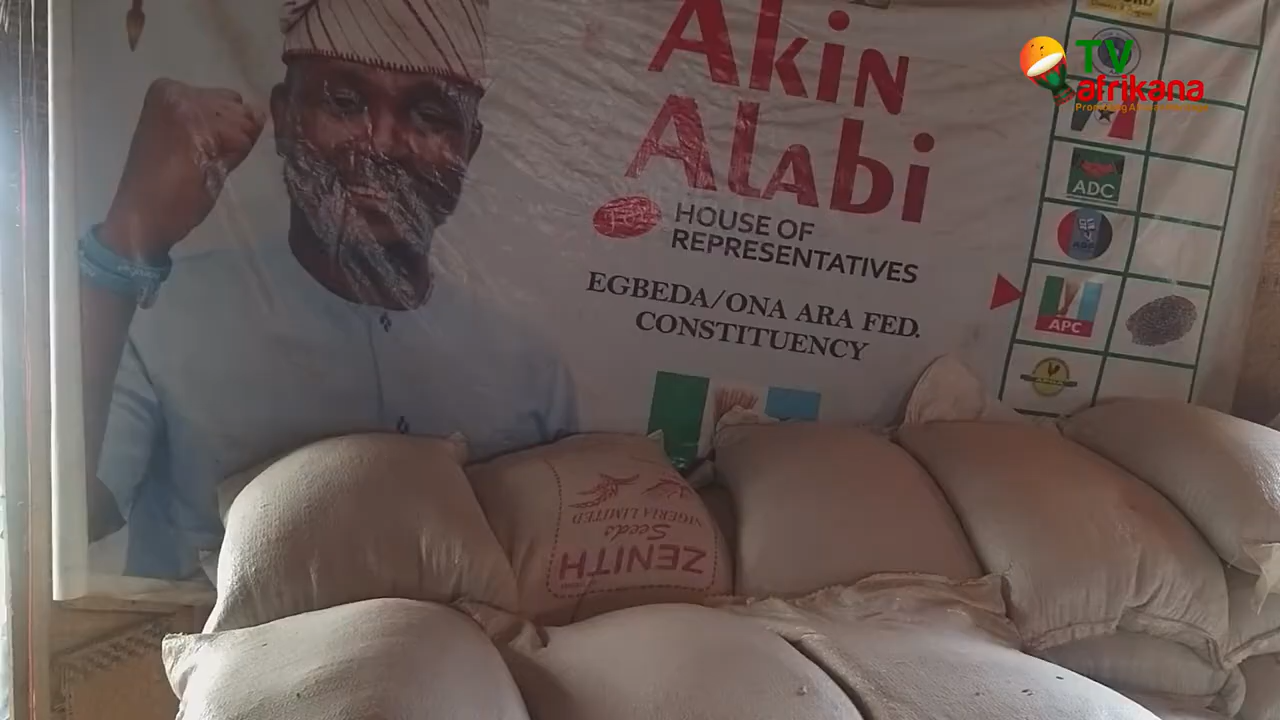 Akin
Alabi
HOUSE OF
REPRESENTATIVES
EGBEDA/ONA ARA FED.
CONSTITUENCY
TV
afrikana
ADC
APC
ZENITH
Seeds
NIGERIA LIMITED